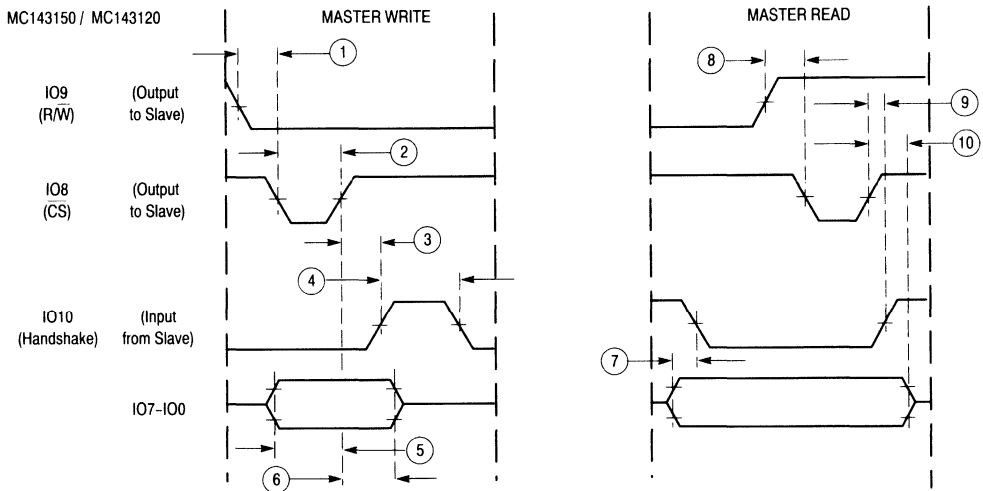 MC143150 / MC143120
MASTER WRITE
MASTER READ
1
8
IO9 (Output
(R/W̅) to Slave)
9
2
10
IO8 (Output
(C̅S̅) to Slave)
3
4
IO10 (Input
(Handshake) from Slave)
7
IO7–IO0
5
6